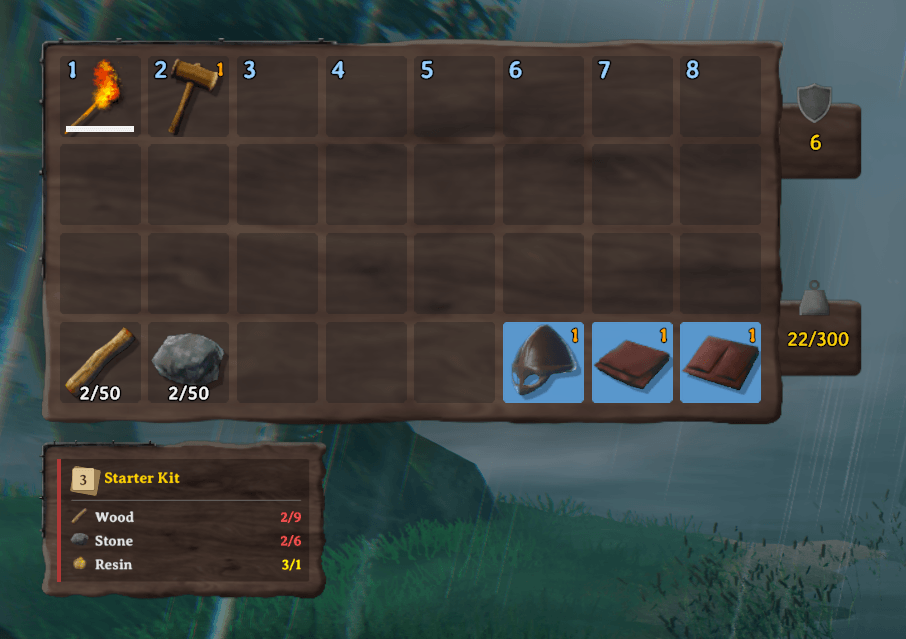 1 2 1 3 4 5 6 7 8
6
22/300
2/50 2/50 1 1 1
3 Starter Kit
Wood 2/9
Stone 2/6
Resin 3/1